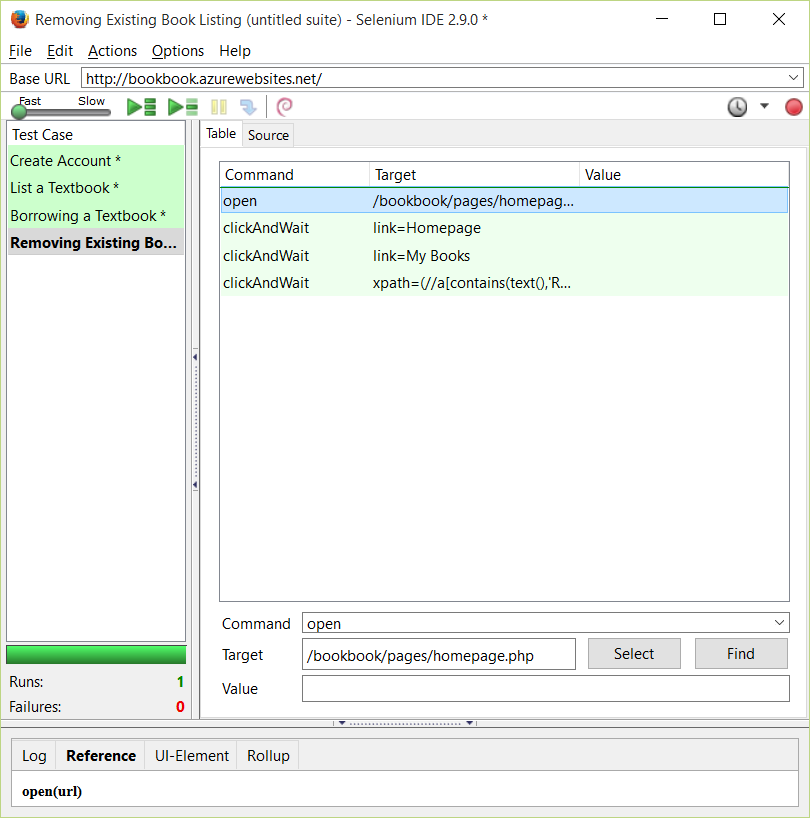 Removing Existing Book Listing (untitled suite) - Selenium IDE 2.9.0 *
File Edit Actions Options Help
Base URL http://bookbook.azurewebsites.net/
Fast Slow
Table Source
Test Case
Create Account *
List a Textbook *
Borrowing a Textbook *
Removing Existing Bo...
Command Target Value
open /bookbook/pages/homepag...
clickAndWait link=Homepage
clickAndWait link=My Books
clickAndWait xpath=(//a[contains(text(),'R...
Command open
Target /bookbook/pages/homepage.php Select Find
Value
Runs: 1
Failures: 0
Log Reference UI-Element Rollup
open(url)